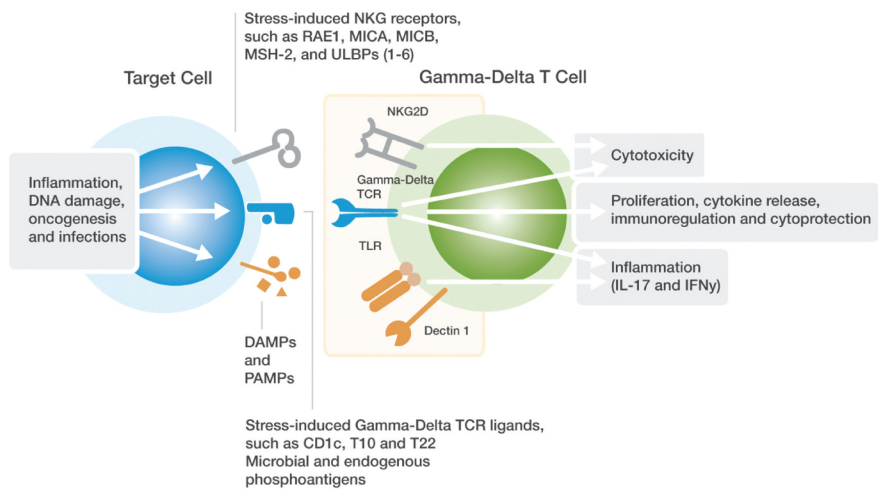 Stress-induced NKG receptors,
such as RAE1, MICA, MICB,
MSH-2, and ULBPs (1-6)
Target Cell
Gamma-Delta T Cell
NKG2D
Cytotoxicity
Inflammation,
DNA damage,
oncogenesis
and infections
Gamma-Delta
TCR
Proliferation, cytokine release,
immunoregulation and cytoprotection
TLR
Inflammation
(IL-17 and IFNy)
Dectin 1
DAMPs
and
PAMPs
Stress-induced Gamma-Delta TCR ligands,
such as CD1c, T10 and T22
Microbial and endogenous
phosphoantigens